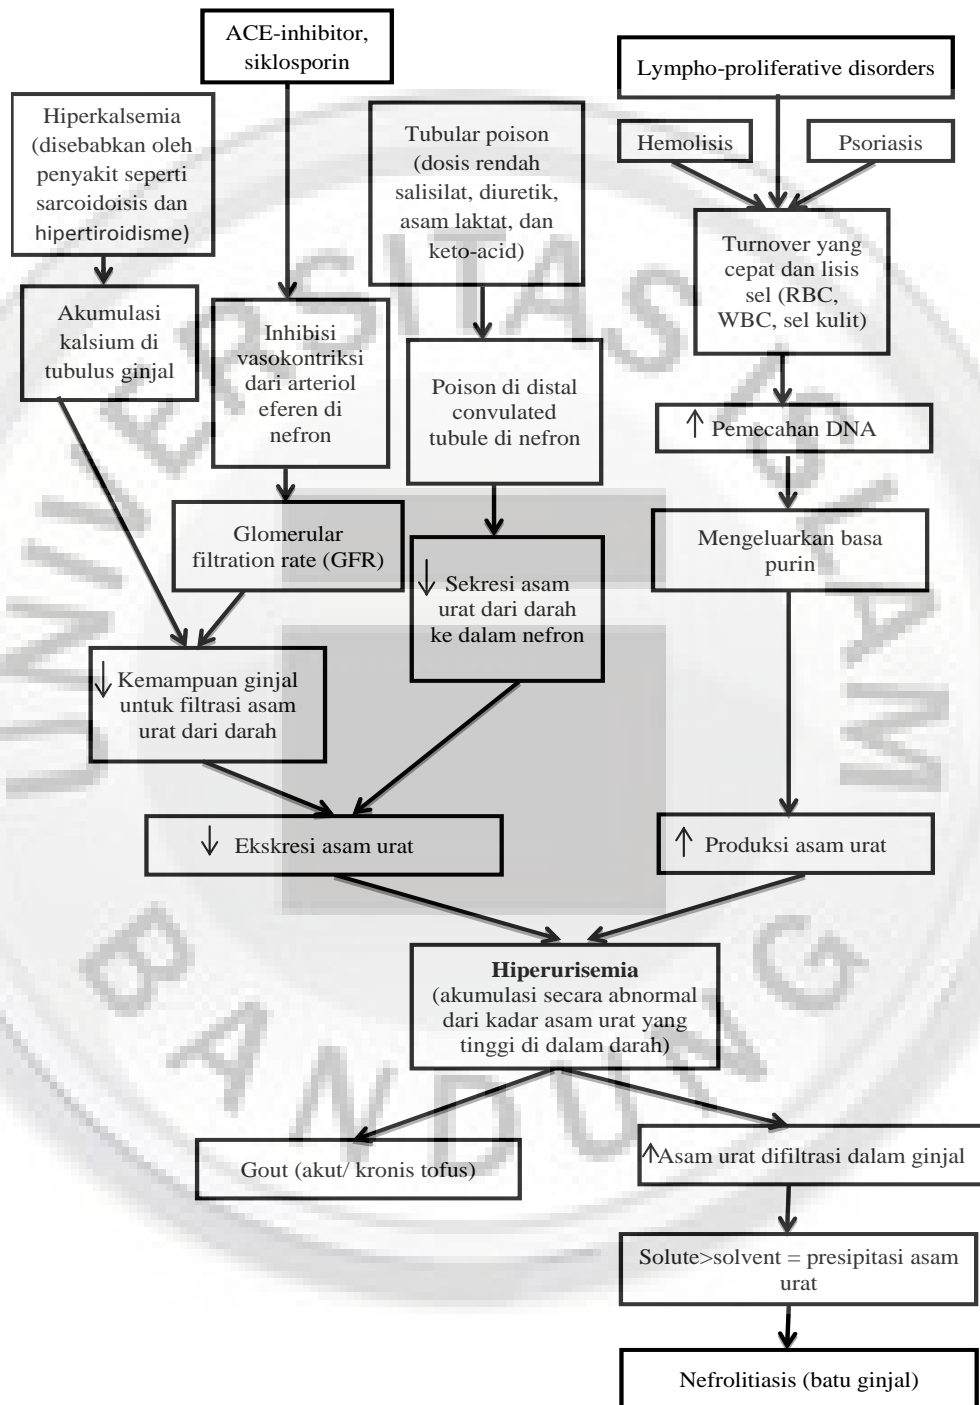 ACE-inhibitor,
siklosporin
Lympho-proliferative disorders
Hiperkalsemia
(disebabkan oleh
penyakit seperti
sarcoidoisis dan
hipertiroidisme)
Tubular poison
(dosis rendah
salisilat, diuretik,
asam laktat, dan
keto-acid)
Hemolisis
Psoriasis
Turnover yang
cepat dan lisis
sel (RBC,
WBC, sel kulit)
Akumulasi
kalsium di
tubulus ginjal
Inhibisi
vasokontriksi
dari arteriol
eferen di
nefron
Poison di distal
convulated
tubule di nefron
↑ Pemecahan DNA
Glomerular
filtration rate (GFR)
↓ Sekresi asam
urat dari darah
ke dalam nefron
Mengeluarkan basa
purin
↓ Kemampuan ginjal
untuk filtrasi asam
urat dari darah
↓ Ekskresi asam urat
↑ Produksi asam urat
Hiperurisemia
(akumulasi secara abnormal
dari kadar asam urat yang
tinggi di dalam darah)
Gout (akut/ kronis tofus)
↑Asam urat difiltrasi dalam ginjal
Solute>solvent = presipitasi asam
urat
Nefrolitiasis (batu ginjal)
UNIVERSITAS ISLAM
BANDUNG